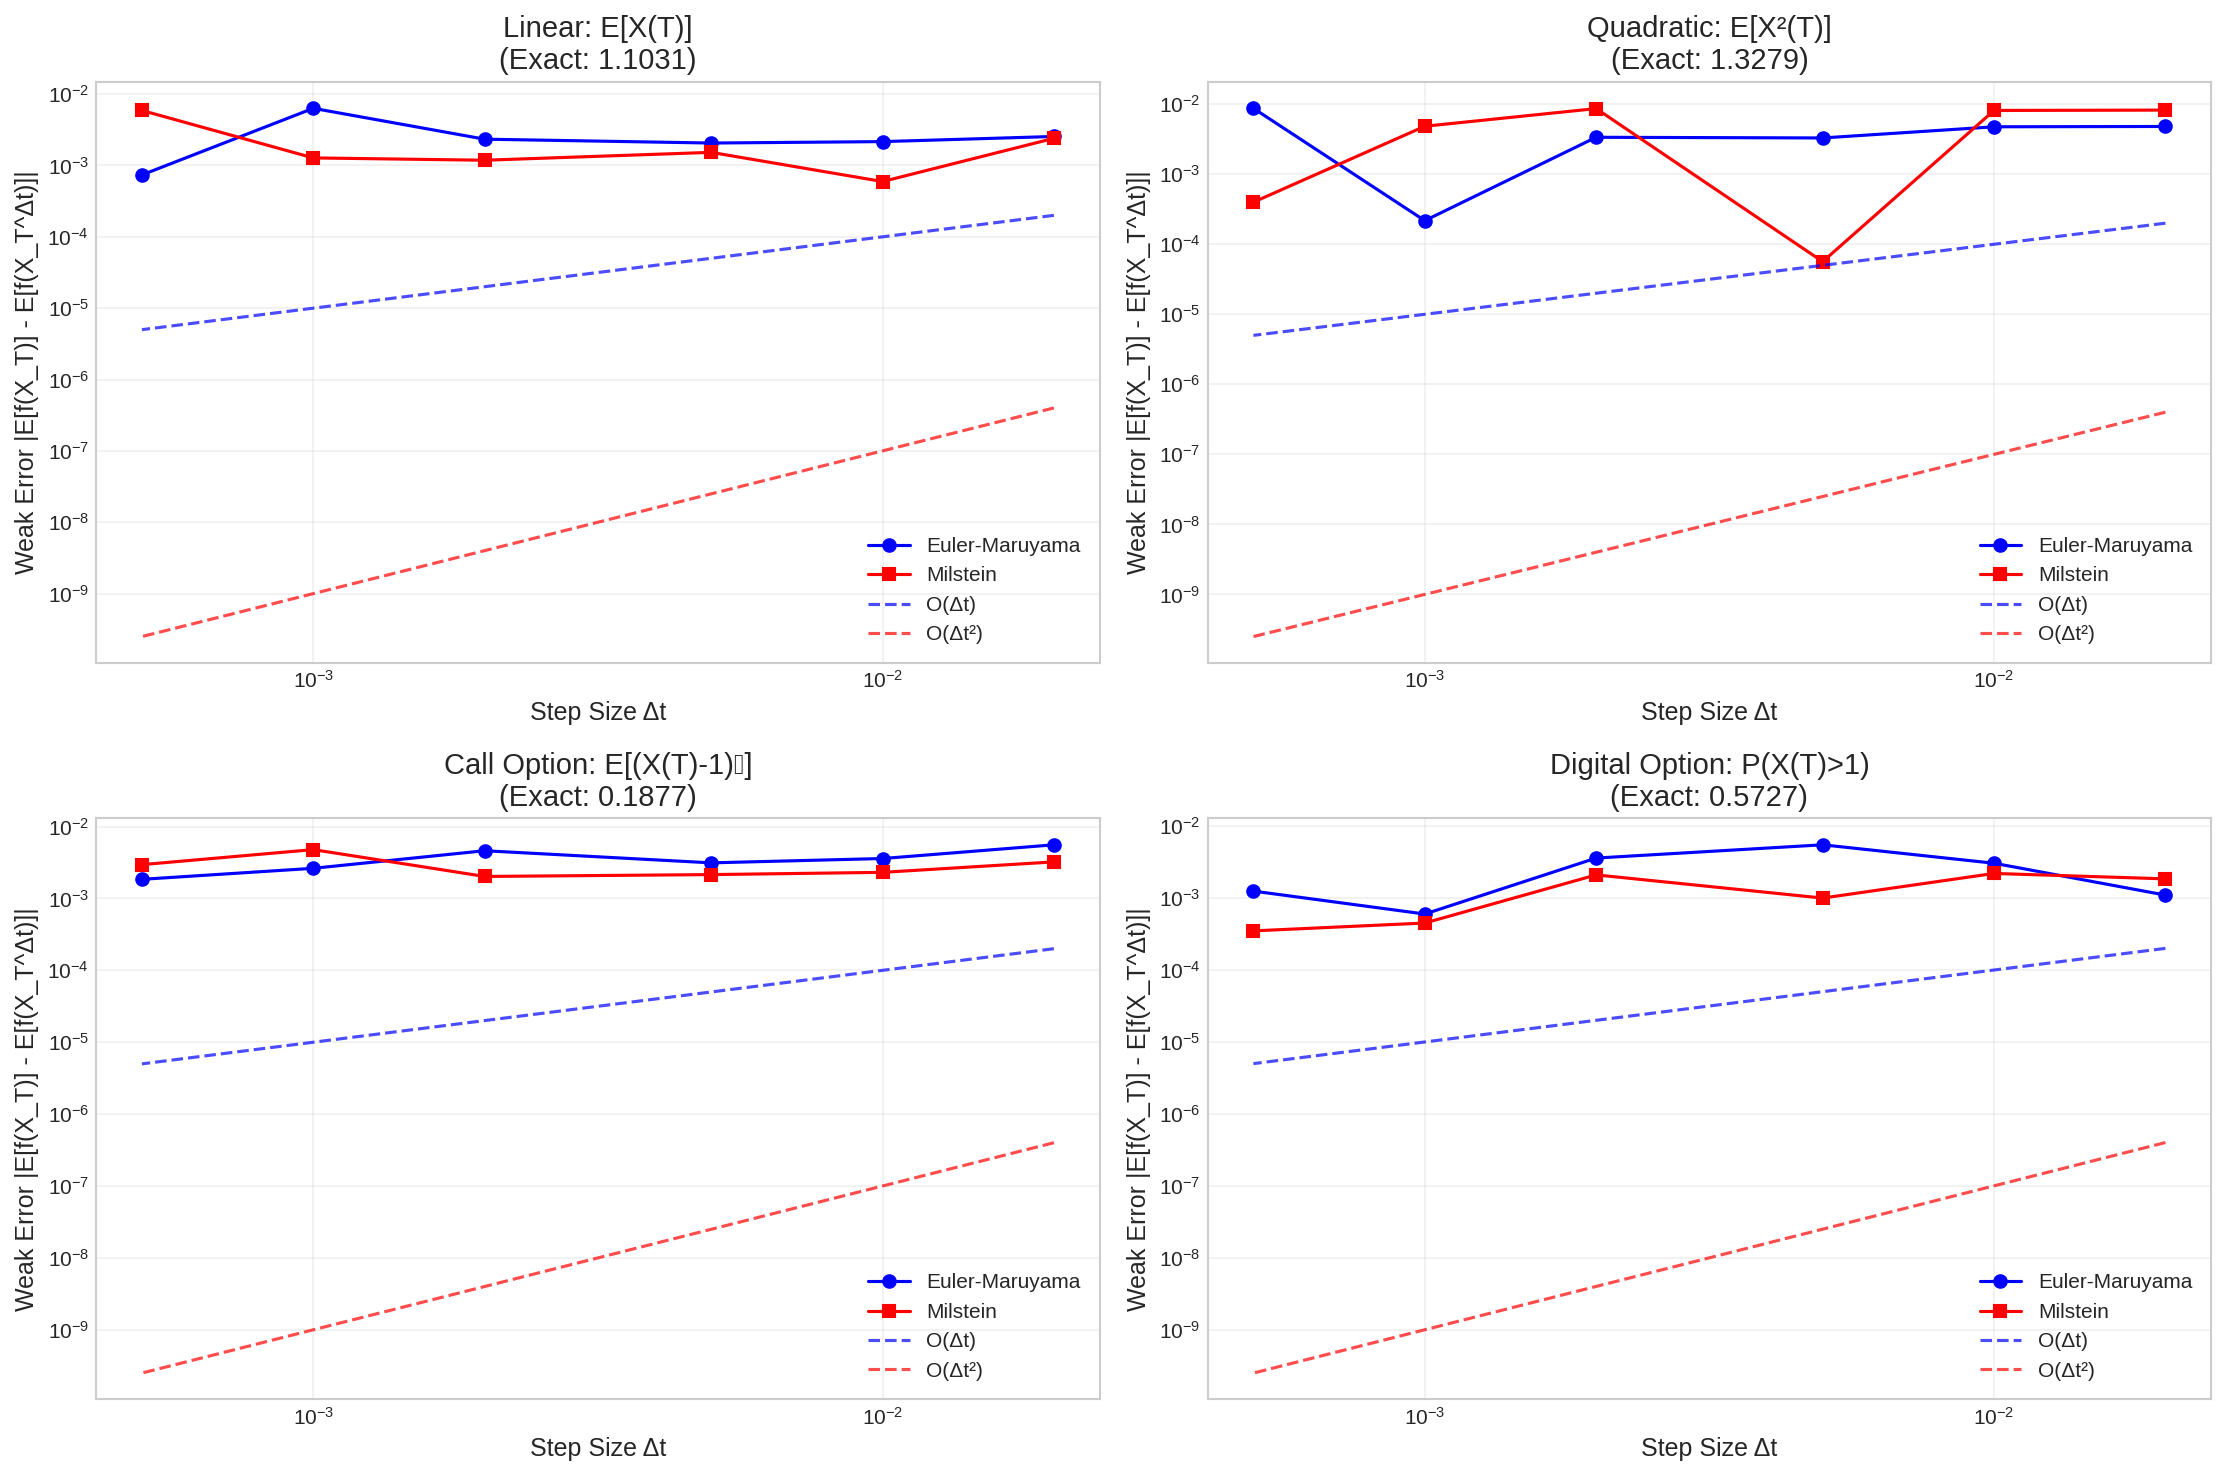 Linear: E[X(T)]
(Exact: 1.1031)
Weak Error |E[f(X_T)] - E[f(X_T^Δt)]|
10⁻²
10⁻³
10⁻⁴
10⁻⁵
10⁻⁶
10⁻⁷
10⁻⁸
10⁻⁹
Euler-Maruyama
Milstein
O(Δt)
O(Δt²)
10⁻³ 10⁻²
Step Size Δt
Quadratic: E[X²(T)]
(Exact: 1.3279)
Weak Error |E[f(X_T)] - E[f(X_T^Δt)]|
10⁻²
10⁻³
10⁻⁴
10⁻⁵
10⁻⁶
10⁻⁷
10⁻⁸
10⁻⁹
Euler-Maruyama
Milstein
O(Δt)
O(Δt²)
10⁻³ 10⁻²
Step Size Δt
Call Option: E[(X(T)-1)▯]
(Exact: 0.1877)
Weak Error |E[f(X_T)] - E[f(X_T^Δt)]|
10⁻²
10⁻³
10⁻⁴
10⁻⁵
10⁻⁶
10⁻⁷
10⁻⁸
10⁻⁹
Euler-Maruyama
Milstein
O(Δt)
O(Δt²)
10⁻³ 10⁻²
Step Size Δt
Digital Option: P(X(T)>1)
(Exact: 0.5727)
Weak Error |E[f(X_T)] - E[f(X_T^Δt)]|
10⁻²
10⁻³
10⁻⁴
10⁻⁵
10⁻⁶
10⁻⁷
10⁻⁸
10⁻⁹
Euler-Maruyama
Milstein
O(Δt)
O(Δt²)
10⁻³ 10⁻²
Step Size Δt